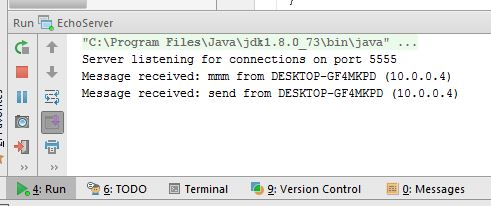 Run EchoServer
"C:\Program Files\Java\jdk1.8.0_73\bin\java" ...
Server listening for connections on port 5555
Message received: mmm from DESKTOP-GF4MKPD (10.0.0.4)
Message received: send from DESKTOP-GF4MKPD (10.0.0.4)
4: Run 6: TODO Terminal 9: Version Control 0: Messages